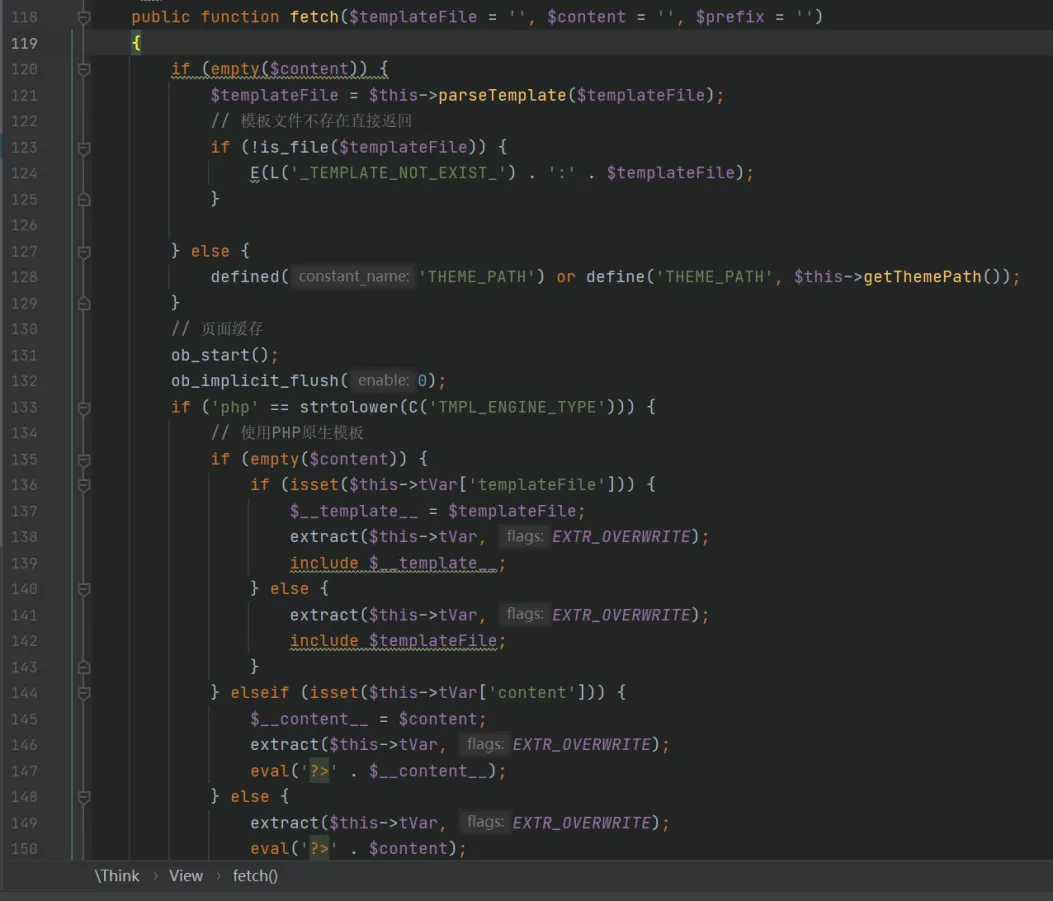 118 public function fetch($templateFile = '', $content = '', $prefix = '')
119 {
120 if (empty($content)) {
121 $templateFile = $this->parseTemplate($templateFile);
122 // 模板文件不存在直接返回
123 if (!is_file($templateFile)) {
124 E(L('_TEMPLATE_NOT_EXIST_') . ':' . $templateFile);
125 }
126
127 } else {
128 defined( constant_name: 'THEME_PATH') or define('THEME_PATH', $this->getThemePath());
129 }
130 // 页面缓存
131 ob_start();
132 ob_implicit_flush( enable: 0);
133 if ('php' == strtolower(C('TMPL_ENGINE_TYPE'))) {
134 // 使用PHP原生模板
135 if (empty($content)) {
136 if (isset($this->tVar['templateFile'])) {
137 $__template__ = $templateFile;
138 extract($this->tVar, flags: EXTR_OVERWRITE);
139 include $__template__;
140 } else {
141 extract($this->tVar, flags: EXTR_OVERWRITE);
142 include $templateFile;
143 }
144 } elseif (isset($this->tVar['content'])) {
145 $__content__ = $content;
146 extract($this->tVar, flags: EXTR_OVERWRITE);
147 eval('?>' . $__content__);
148 } else {
149 extract($this->tVar, flags: EXTR_OVERWRITE);
150 eval('?>' . $content);
\Think › View › fetch()